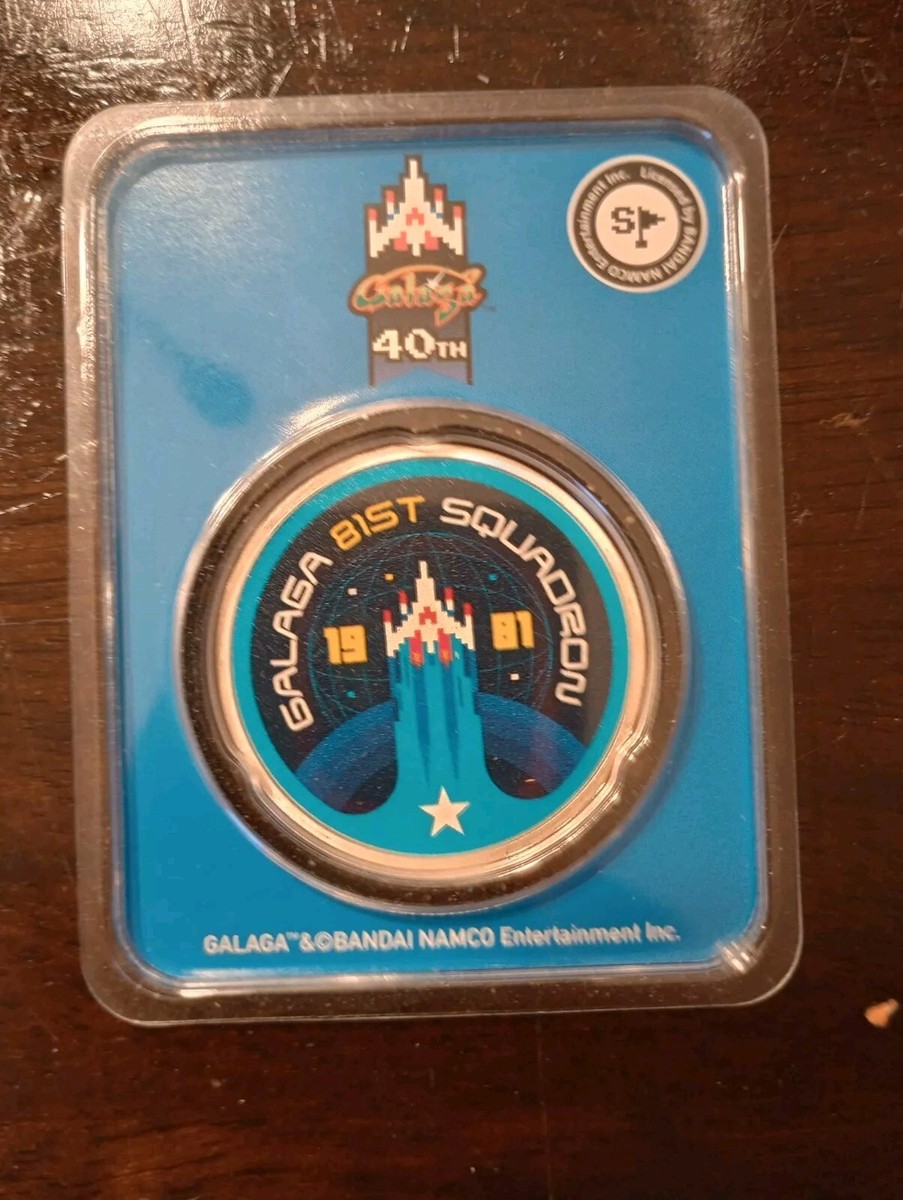 Galaga
40TH
Licensed by BANDAI NAMCO Entertainment Inc.
S
GALAGA 81ST SQUADRON
19 81
GALAGA™&©BANDAI NAMCO Entertainment Inc.